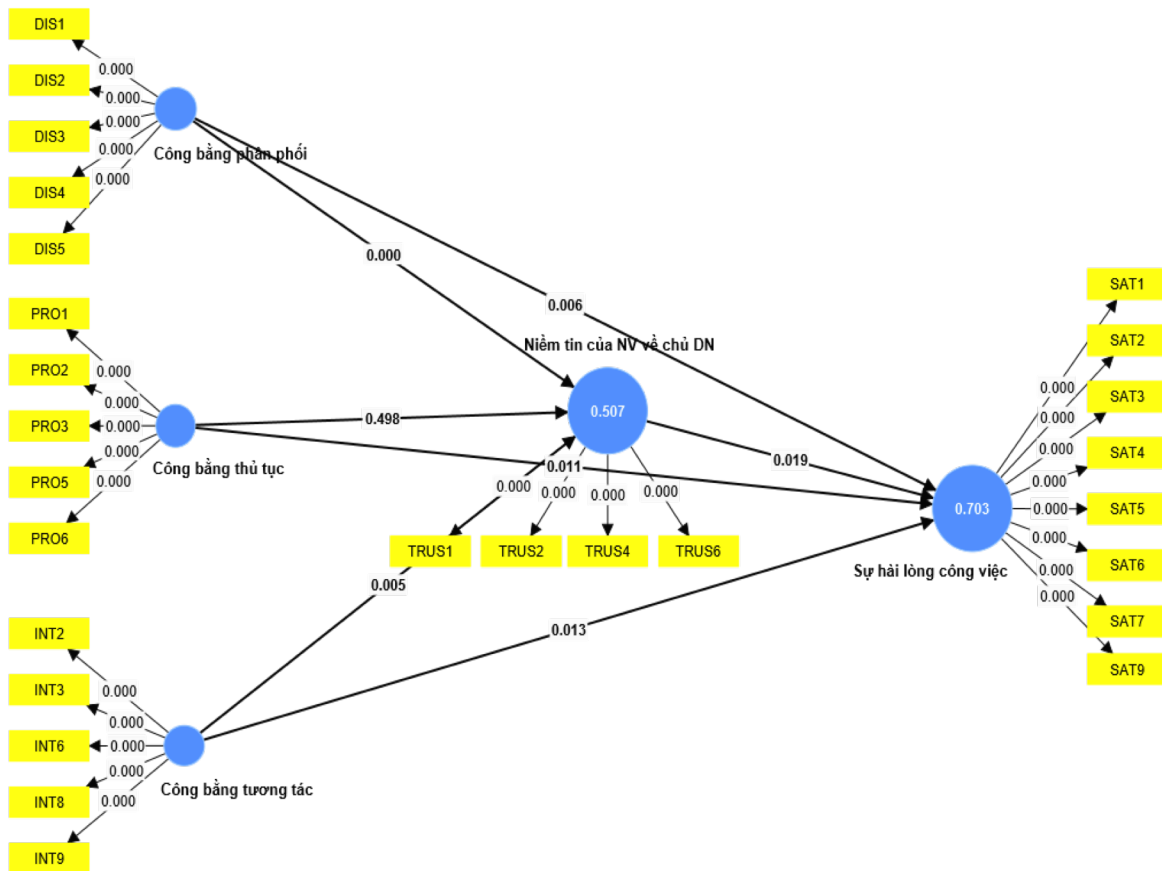 DIS1
0.000
DIS2
0.000
0.000
DIS3
0.000
Công bằng phân phối
0.000
DIS4
DIS5
0.000
0.006
PRO1
0.000
PRO2
0.000
PRO3
0.000
0.000
PRO5
0.000
PRO6
Công bằng thủ tục
0.498
Niềm tin của NV về chủ DN
0.507
0.011
0.019
0.000
0.000
0.000
0.000
TRUS1
TRUS2
TRUS4
TRUS6
0.005
0.013
INT2
0.000
INT3
0.000
INT6
0.000
0.000
INT8
0.000
INT9
Công bằng tương tác
0.703
Sự hài lòng công việc
SAT1
SAT2
0.000
SAT3
0.000
0.000
SAT4
0.000
SAT5
0.000
0.000
SAT6
0.000
0.000
SAT7
SAT9